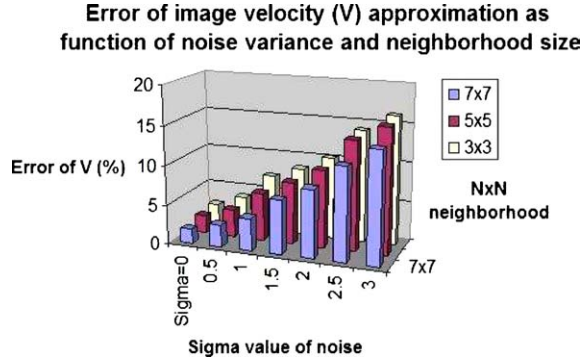 Error of image velocity (V) approximation as
function of noise variance and neighborhood size
20
15
10
5
0
Error of V (%)
Sigma=0
0.5
1
1.5
2
2.5
3
7x7
Sigma value of noise
7x7
5x5
3x3
NxN
neighborhood